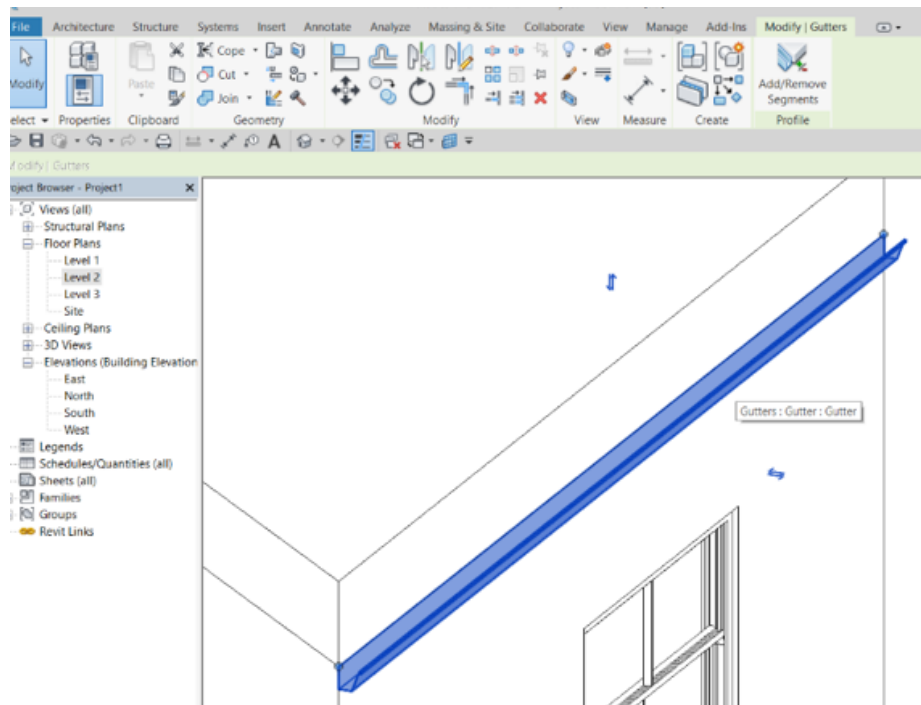 File Architecture Structure Systems Insert Annotate Analyze Massing & Site Collaborate View Manage Add-Ins Modify | Gutters
Cope
Modify Paste Cut Add/Remove
Join Segments
Properties Clipboard Geometry Modify View Measure Create Profile
A
Modify | Gutters
Project Browser - Project1
Views (all)
Structural Plans
Floor Plans
Level 1
Level 2
Level 3
Site
Ceiling Plans
3D Views
Elevations (Building Elevation
East
North
South
West
Legends
Schedules/Quantities (all)
Sheets (all)
Families
Groups
Revit Links
Gutters : Gutter : Gutter